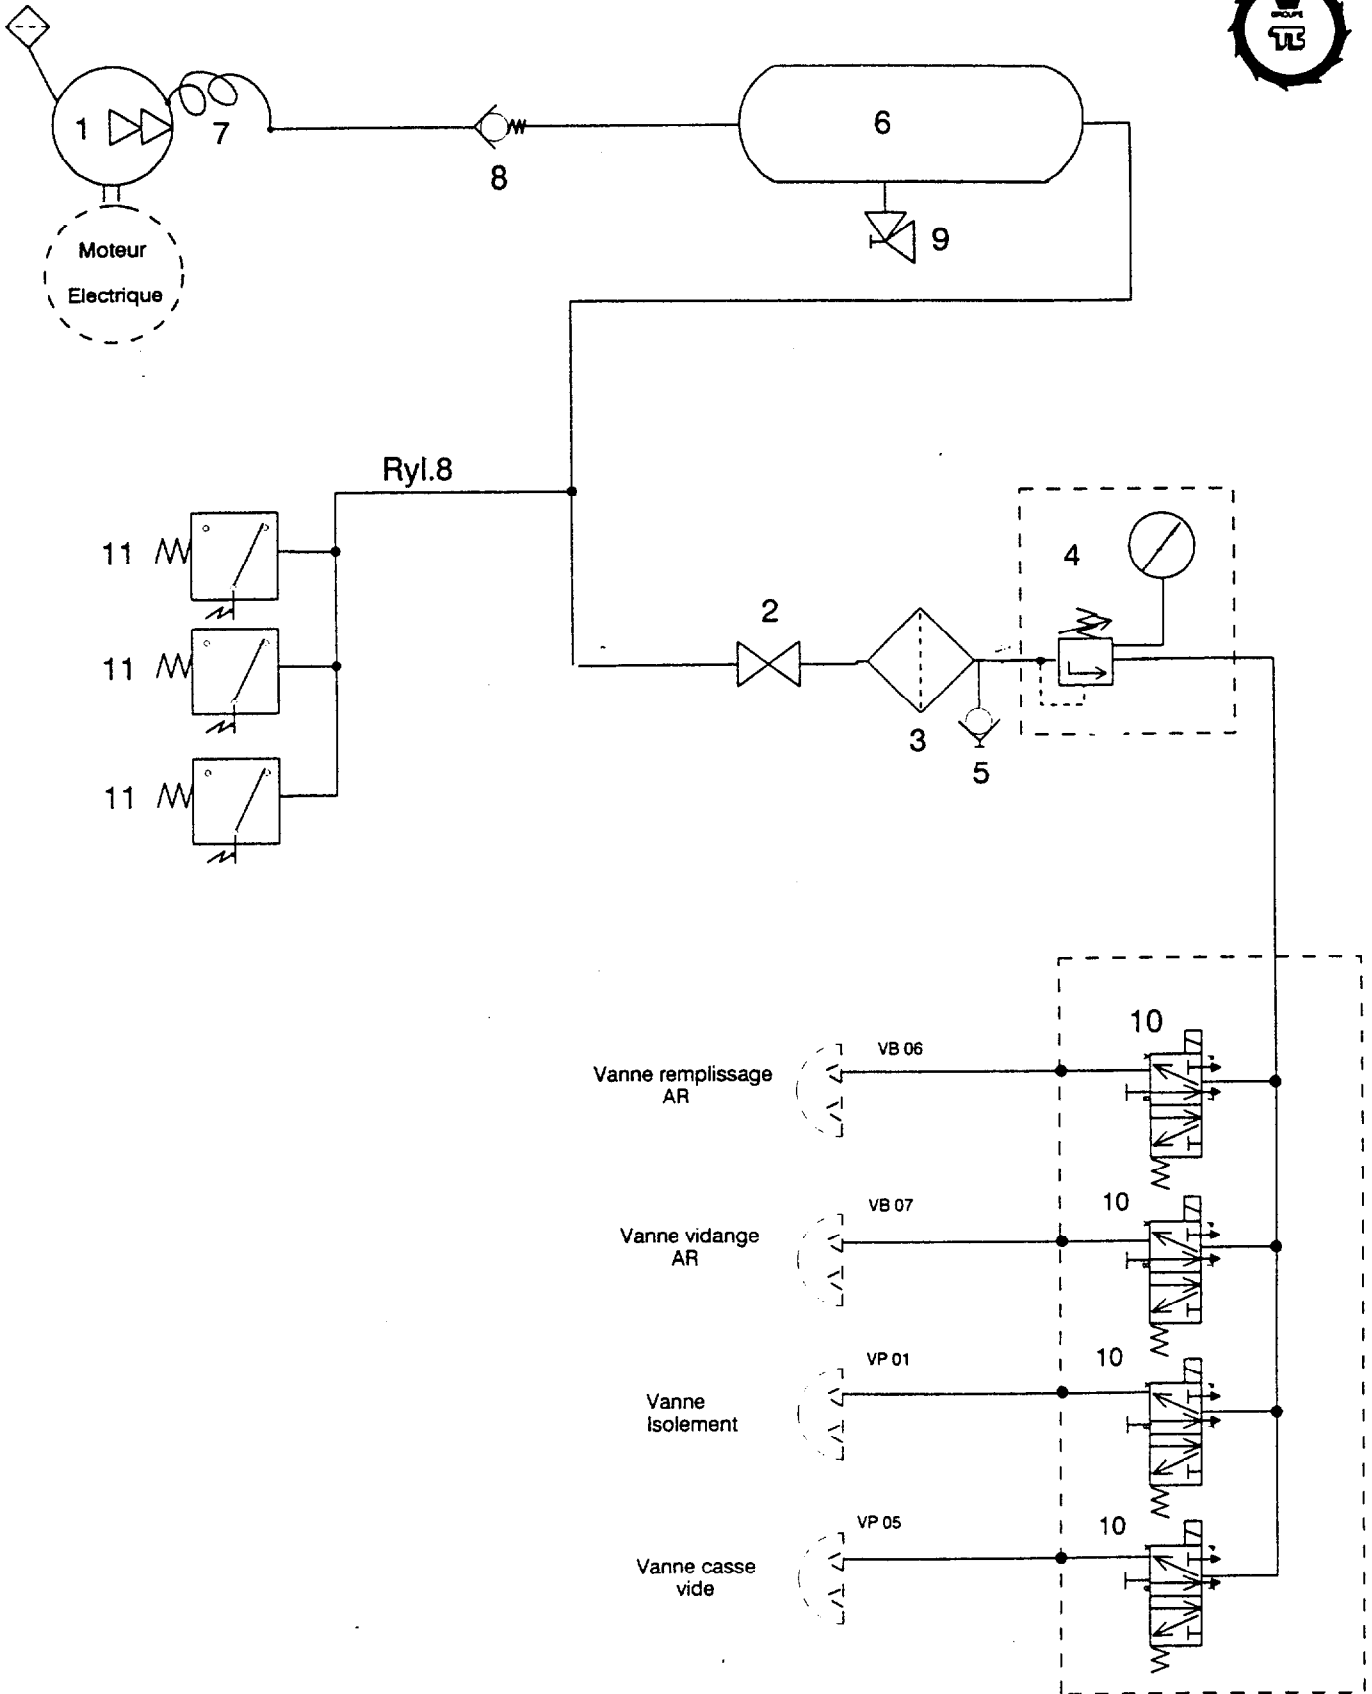 GROUPE
1
7
8
6
9
Moteur
Electrique
Ryl.8
11
11
11
2
3
5
4
10
VB 06
Vanne remplissage
AR
10
VB 07
Vanne vidange
AR
10
VP 01
Vanne
Isolement
10
VP 05
Vanne casse
vide